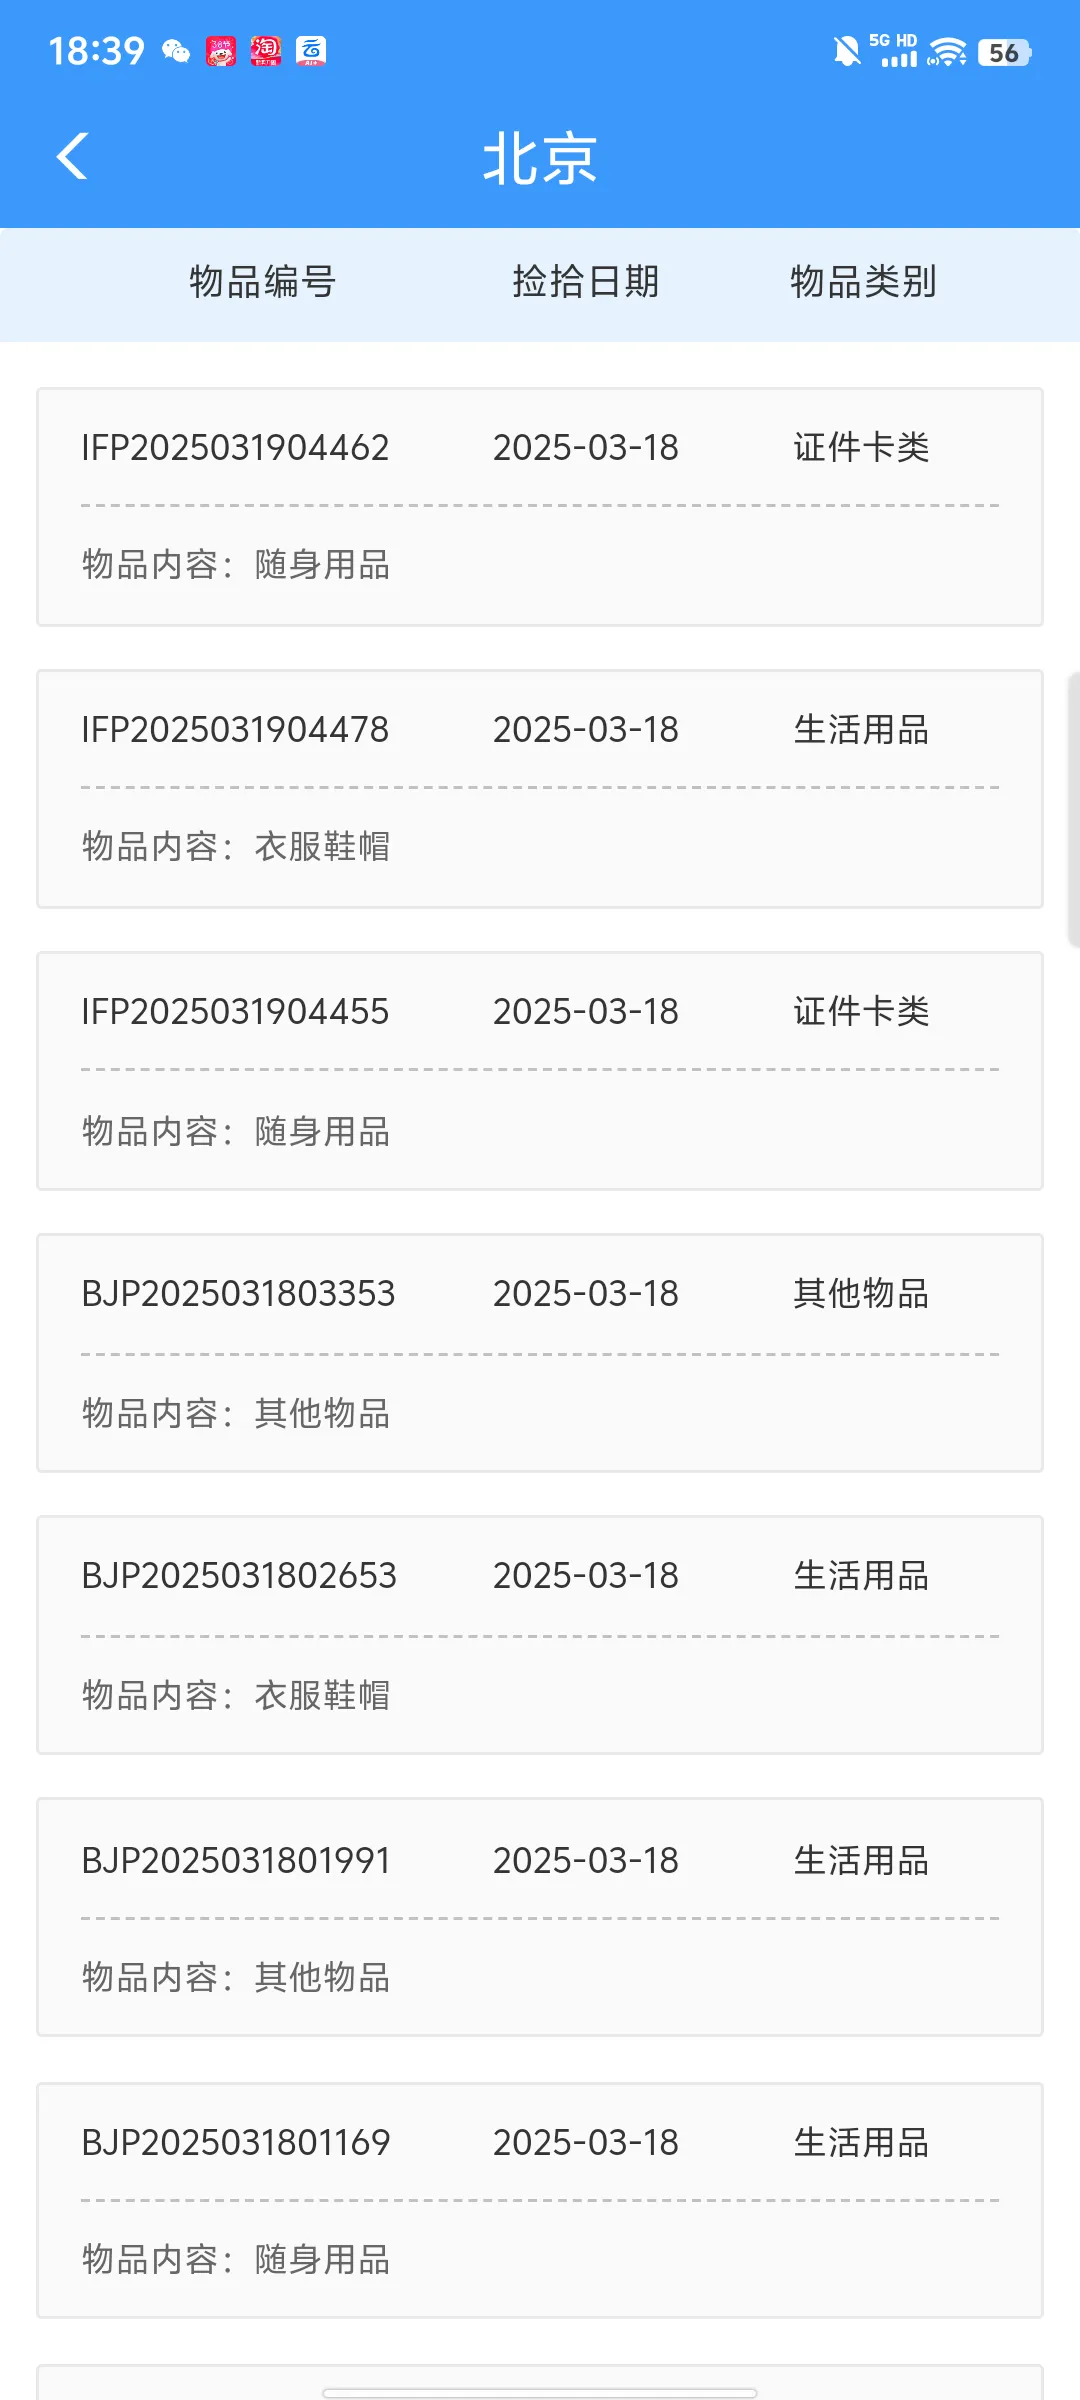 18:39 5G HD 56
北京
物品编号 捡拾日期 物品类别
IFP2025031904462 2025-03-18 证件卡类
物品内容：随身用品
IFP2025031904478 2025-03-18 生活用品
物品内容：衣服鞋帽
IFP2025031904455 2025-03-18 证件卡类
物品内容：随身用品
BJP2025031803353 2025-03-18 其他物品
物品内容：其他物品
BJP2025031802653 2025-03-18 生活用品
物品内容：衣服鞋帽
BJP2025031801991 2025-03-18 生活用品
物品内容：其他物品
BJP2025031801169 2025-03-18 生活用品
物品内容：随身用品